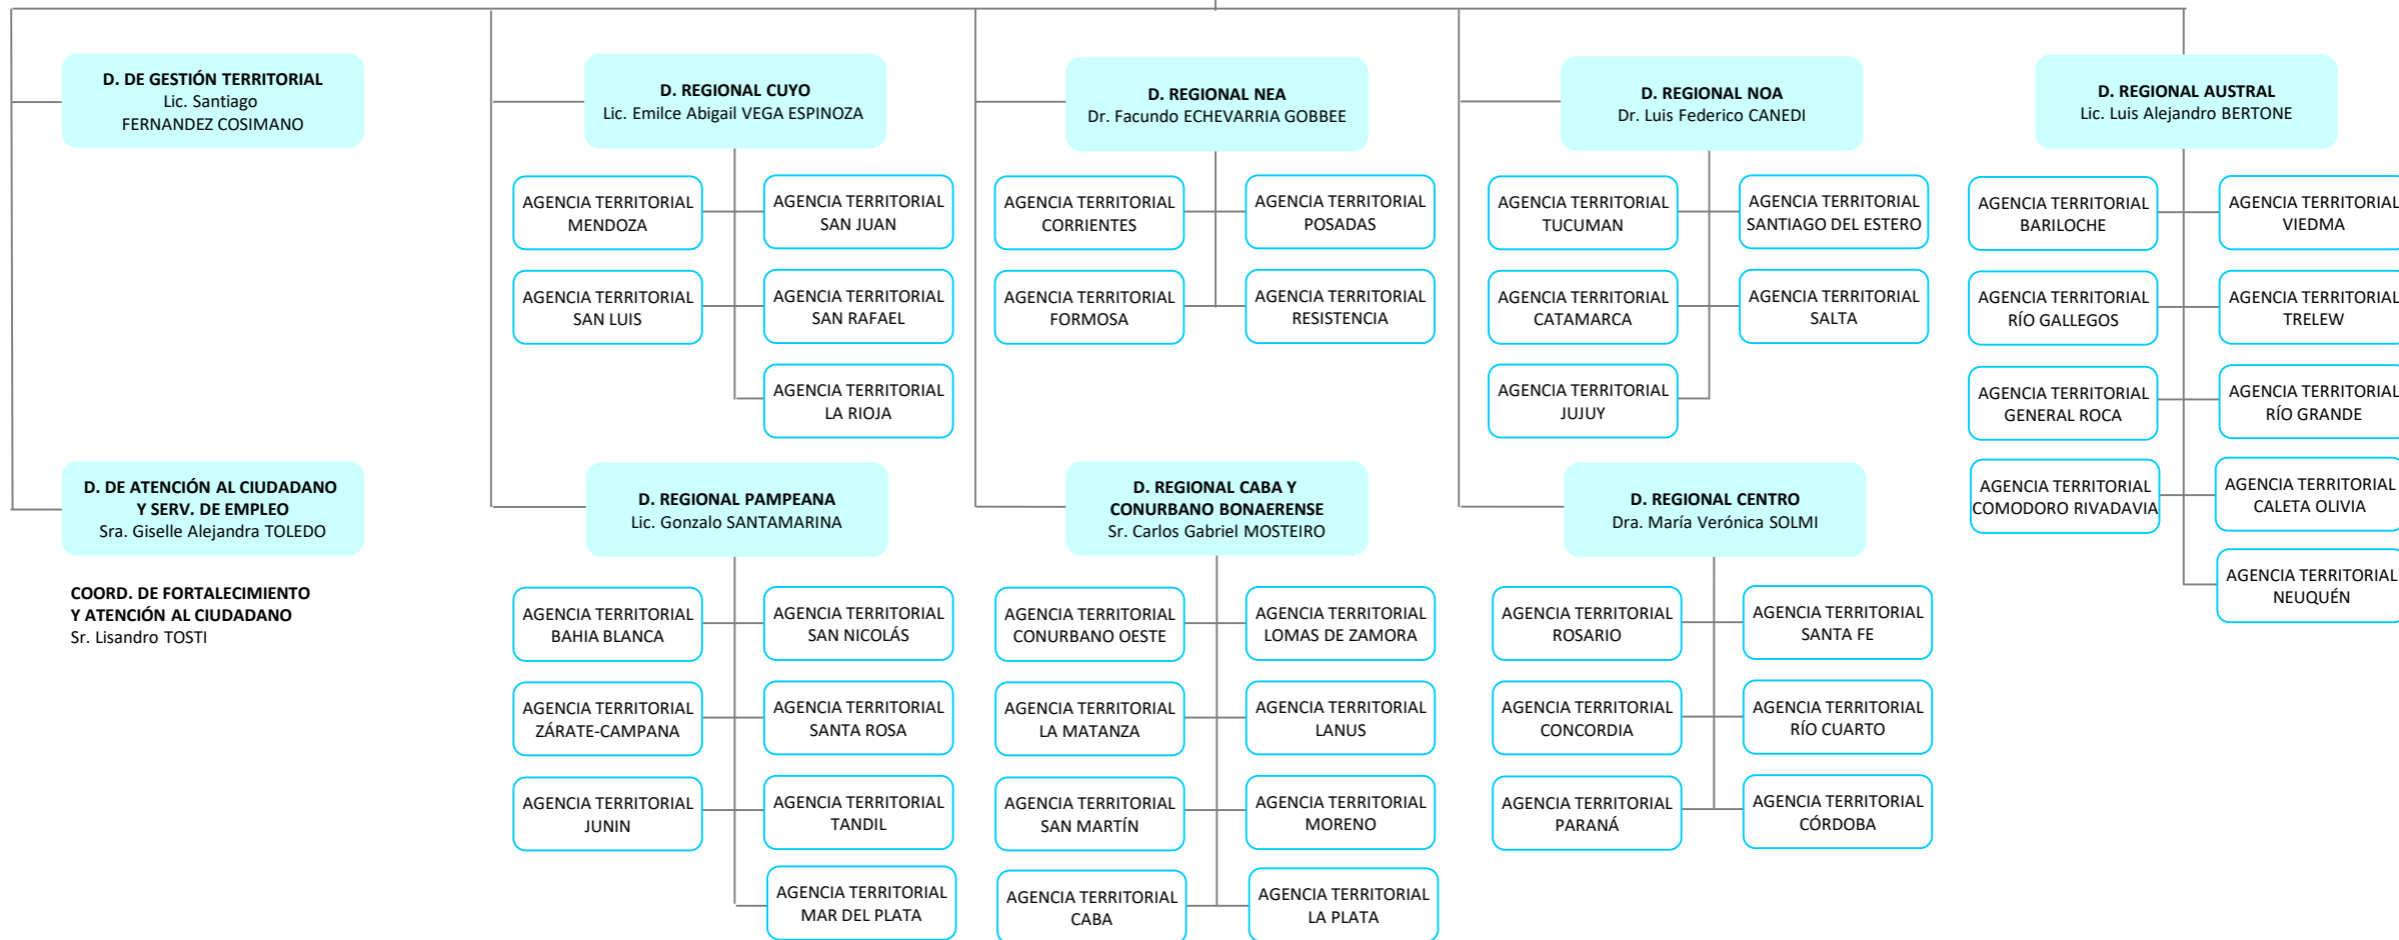 D. DE GESTIÓN TERRITORIAL
Lic. Santiago
FERNANDEZ COSIMANO
D. DE ATENCIÓN AL CIUDADANO
Y SERV. DE EMPLEO
Sra. Giselle Alejandra TOLEDO
COORD. DE FORTALECIMIENTO
Y ATENCIÓN AL CIUDADANO
Sr. Lisandro TOSTI
D. REGIONAL CUYO
Lic. Emilce Abigail VEGA ESPINOZA
AGENCIA TERRITORIAL
MENDOZA
AGENCIA TERRITORIAL
SAN JUAN
AGENCIA TERRITORIAL
SAN LUIS
AGENCIA TERRITORIAL
SAN RAFAEL
AGENCIA TERRITORIAL
LA RIOJA
D. REGIONAL PAMPEANA
Lic. Gonzalo SANTAMARINA
AGENCIA TERRITORIAL
BAHIA BLANCA
AGENCIA TERRITORIAL
SAN NICOLÁS
AGENCIA TERRITORIAL
ZÁRATE-CAMPANA
AGENCIA TERRITORIAL
SANTA ROSA
AGENCIA TERRITORIAL
JUNIN
AGENCIA TERRITORIAL
TANDIL
AGENCIA TERRITORIAL
MAR DEL PLATA
D. REGIONAL NEA
Dr. Facundo ECHEVARRIA GOBBEE
AGENCIA TERRITORIAL
CORRIENTES
AGENCIA TERRITORIAL
POSADAS
AGENCIA TERRITORIAL
FORMOSA
AGENCIA TERRITORIAL
RESISTENCIA
D. REGIONAL CABA Y
CONURBANO BONAERENSE
Sr. Carlos Gabriel MOSTEIRO
AGENCIA TERRITORIAL
CONURBANO OESTE
AGENCIA TERRITORIAL
LOMAS DE ZAMORA
AGENCIA TERRITORIAL
LA MATANZA
AGENCIA TERRITORIAL
LANUS
AGENCIA TERRITORIAL
SAN MARTÍN
AGENCIA TERRITORIAL
MORENO
AGENCIA TERRITORIAL
CABA
AGENCIA TERRITORIAL
LA PLATA
D. REGIONAL NOA
Dr. Luis Federico CANEDI
AGENCIA TERRITORIAL
TUCUMAN
AGENCIA TERRITORIAL
SANTIAGO DEL ESTERO
AGENCIA TERRITORIAL
CATAMARCA
AGENCIA TERRITORIAL
SALTA
AGENCIA TERRITORIAL
JUJUY
D. REGIONAL CENTRO
Dra. María Verónica SOLMI
AGENCIA TERRITORIAL
ROSARIO
AGENCIA TERRITORIAL
SANTA FE
AGENCIA TERRITORIAL
CONCORDIA
AGENCIA TERRITORIAL
RÍO CUARTO
AGENCIA TERRITORIAL
PARANÁ
AGENCIA TERRITORIAL
CÓRDOBA
D. REGIONAL AUSTRAL
Lic. Luis Alejandro BERTONE
AGENCIA TERRITORIAL
BARILOCHE
AGENCIA TERRITORIAL
VIEDMA
AGENCIA TERRITORIAL
RÍO GALLEGOS
AGENCIA TERRITORIAL
TRELEW
AGENCIA TERRITORIAL
GENERAL ROCA
AGENCIA TERRITORIAL
RÍO GRANDE
AGENCIA TERRITORIAL
COMODORO RIVADAVIA
AGENCIA TERRITORIAL
CALETA OLIVIA
AGENCIA TERRITORIAL
NEUQUÉN